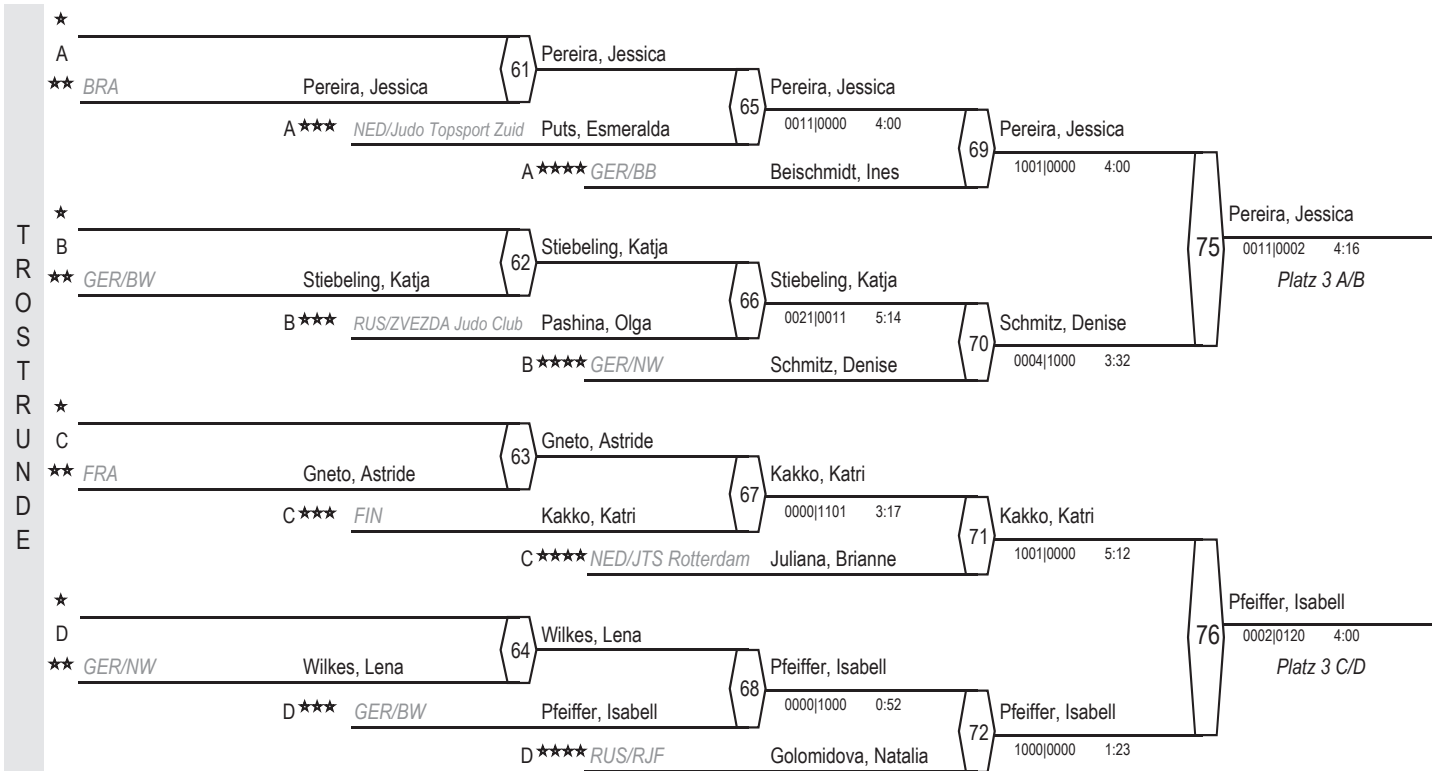 TROSTRUNDE
★
A
Pereira, Jessica
61
★★ BRA Pereira, Jessica
Pereira, Jessica
65
0011|0000 4:00
A★★★ NED/Judo Topsport Zuid Puts, Esmeralda
Pereira, Jessica
69
1001|0000 4:00
A★★★★ GER/BB Beischmidt, Ines
★
Pereira, Jessica
75
0011|0002 4:16
Platz 3 A/B
B
Stiebeling, Katja
62
★★ GER/BW Stiebeling, Katja
Stiebeling, Katja
66
0021|0011 5:14
B★★★ RUS/ZVEZDA Judo Club Pashina, Olga
Schmitz, Denise
70
0004|1000 3:32
B★★★★ GER/NW Schmitz, Denise
★
C
Gneto, Astride
63
★★ FRA Gneto, Astride
Kakko, Katri
67
0000|1101 3:17
C★★★ FIN Kakko, Katri
Kakko, Katri
71
1001|0000 5:12
C★★★★ NED/JTS Rotterdam Juliana, Brianne
★
Pfeiffer, Isabell
76
0002|0120 4:00
Platz 3 C/D
D
Wilkes, Lena
64
★★ GER/NW Wilkes, Lena
Pfeiffer, Isabell
68
0000|1000 0:52
D★★★ GER/BW Pfeiffer, Isabell
Pfeiffer, Isabell
72
1000|0000 1:23
D★★★★ RUS/RJF Golomidova, Natalia